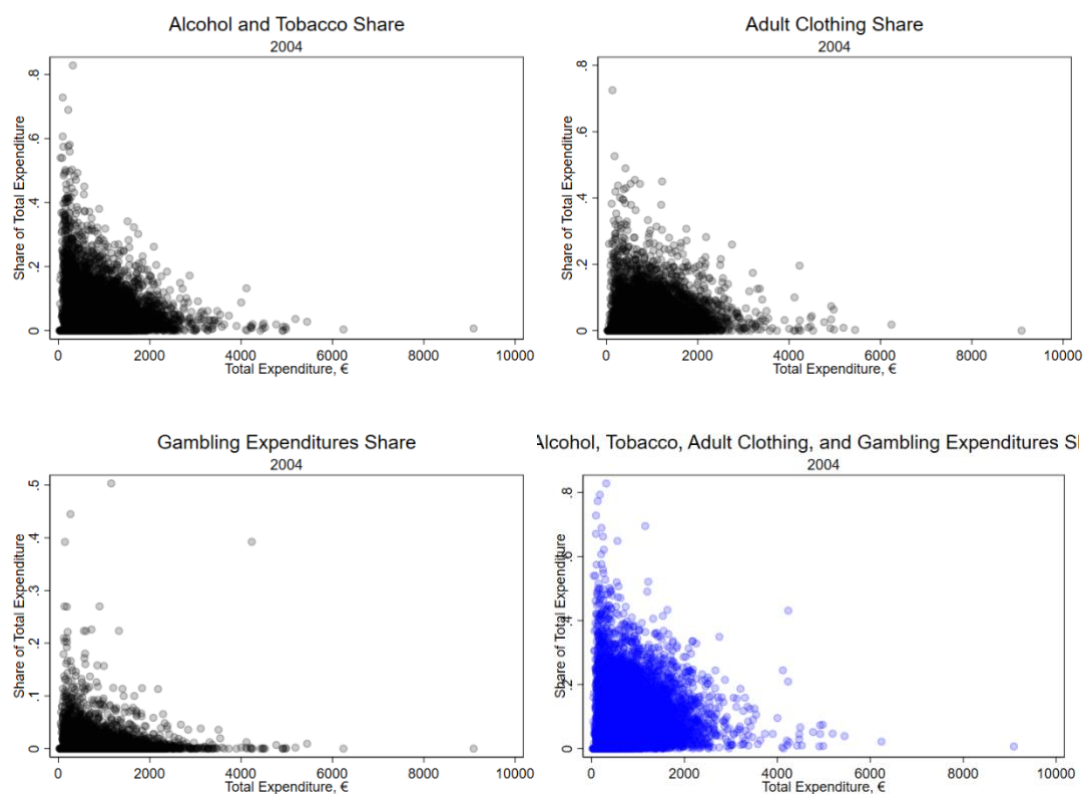 Alcohol and Tobacco Share
2004
Share of Total Expenditure
0 .2 .4 .6 .8
0 2000 4000 6000 8000 10000
Total Expenditure, €
Adult Clothing Share
2004
Share of Total Expenditure
0 .2 .4 .6 .8
0 2000 4000 6000 8000 10000
Total Expenditure, €
Gambling Expenditures Share
2004
Share of Total Expenditure
0 .1 .2 .3 .4 .5
0 2000 4000 6000 8000 10000
Total Expenditure, €
Alcohol, Tobacco, Adult Clothing, and Gambling Expenditures Sl
2004
Share of Total Expenditure
0 .2 .4 .6 .8
0 2000 4000 6000 8000 10000
Total Expenditure, €